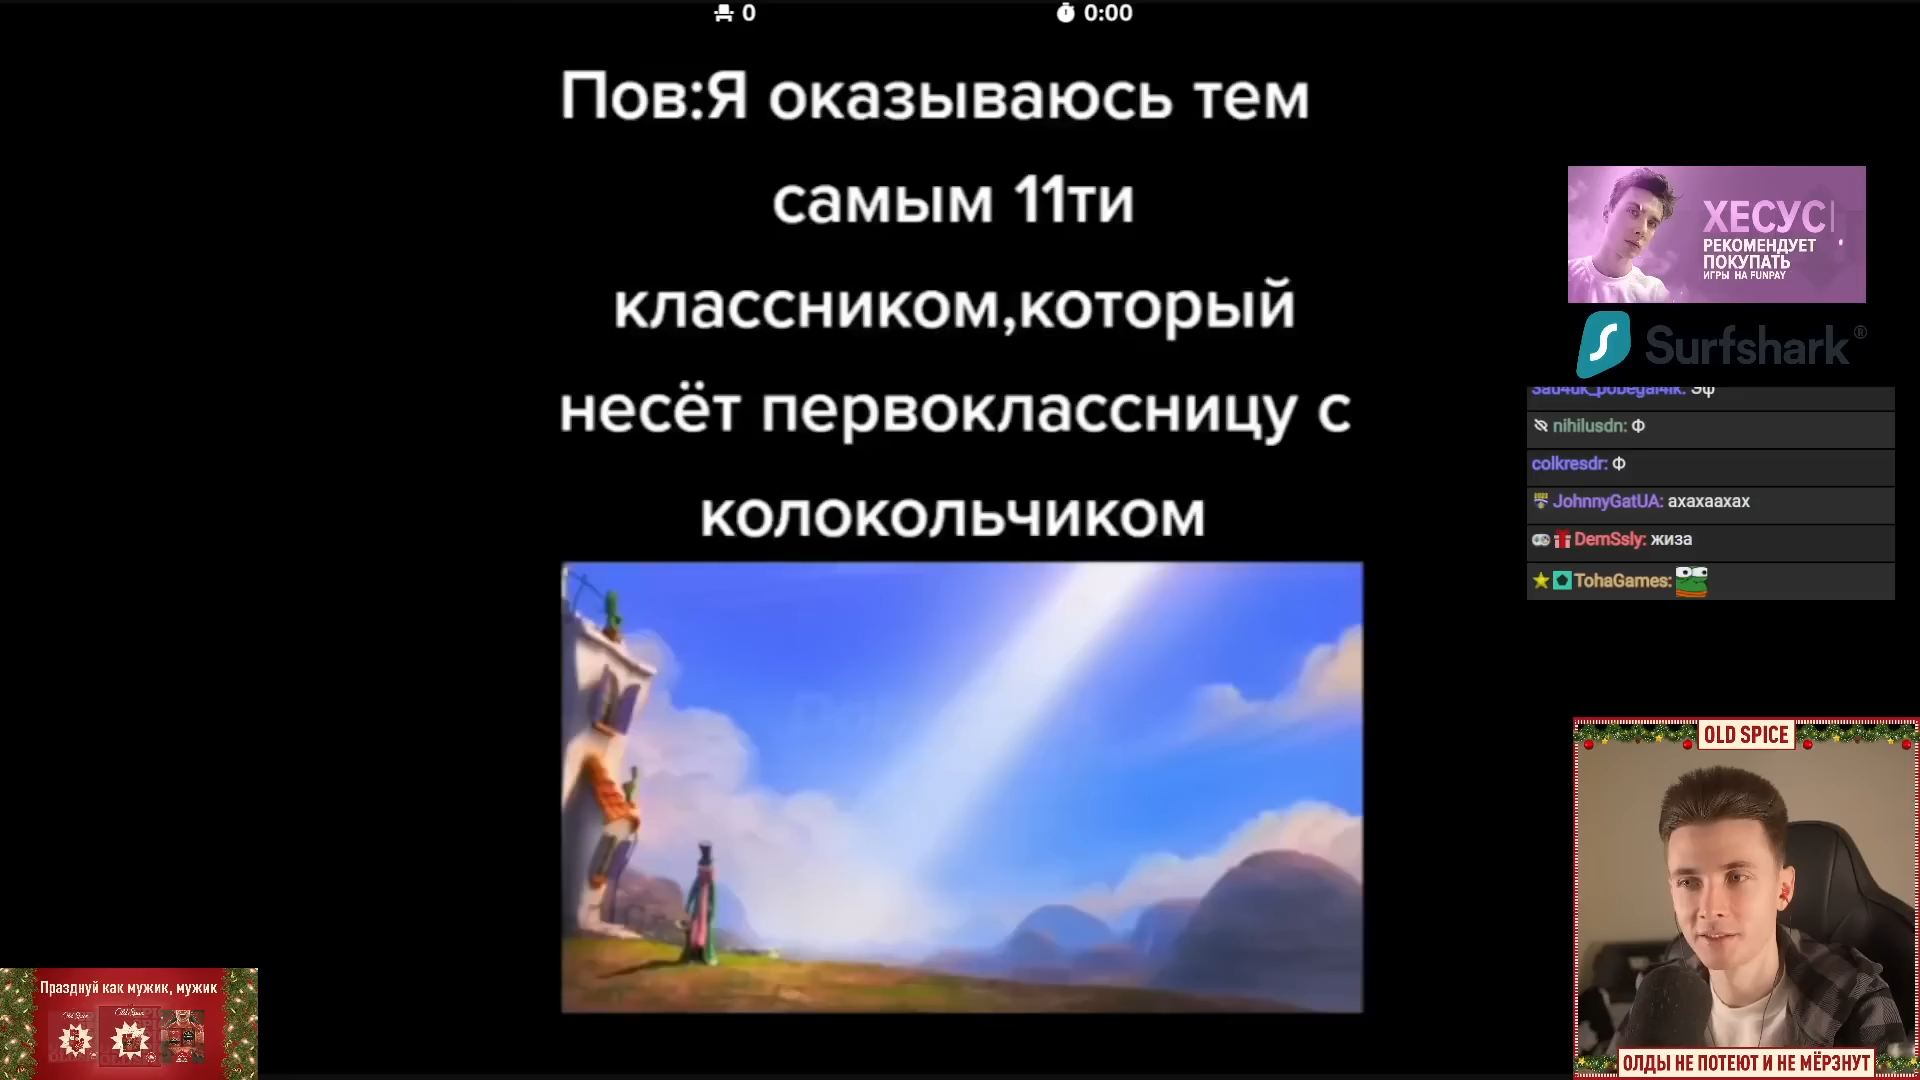 0
0:00
Пов:Я оказываюсь тем
самым 11ти
классником,который
несёт первоклассницу с
колокольчиком
ХЕСУС
РЕКОМЕНДУЕТ
ПОКУПАТЬ
ИГРЫ НА FUNPAY
Surfshark®
nihilusdn: Ф
colkresdr: Ф
JohnnyGatUA: ахахаахах
DemSsly: жиза
TohaGames:
OLD SPICE
Празднуй как мужик, мужик
ОЛДЫ НЕ ПОТЕЮТ И НЕ МЁРЗНУТ